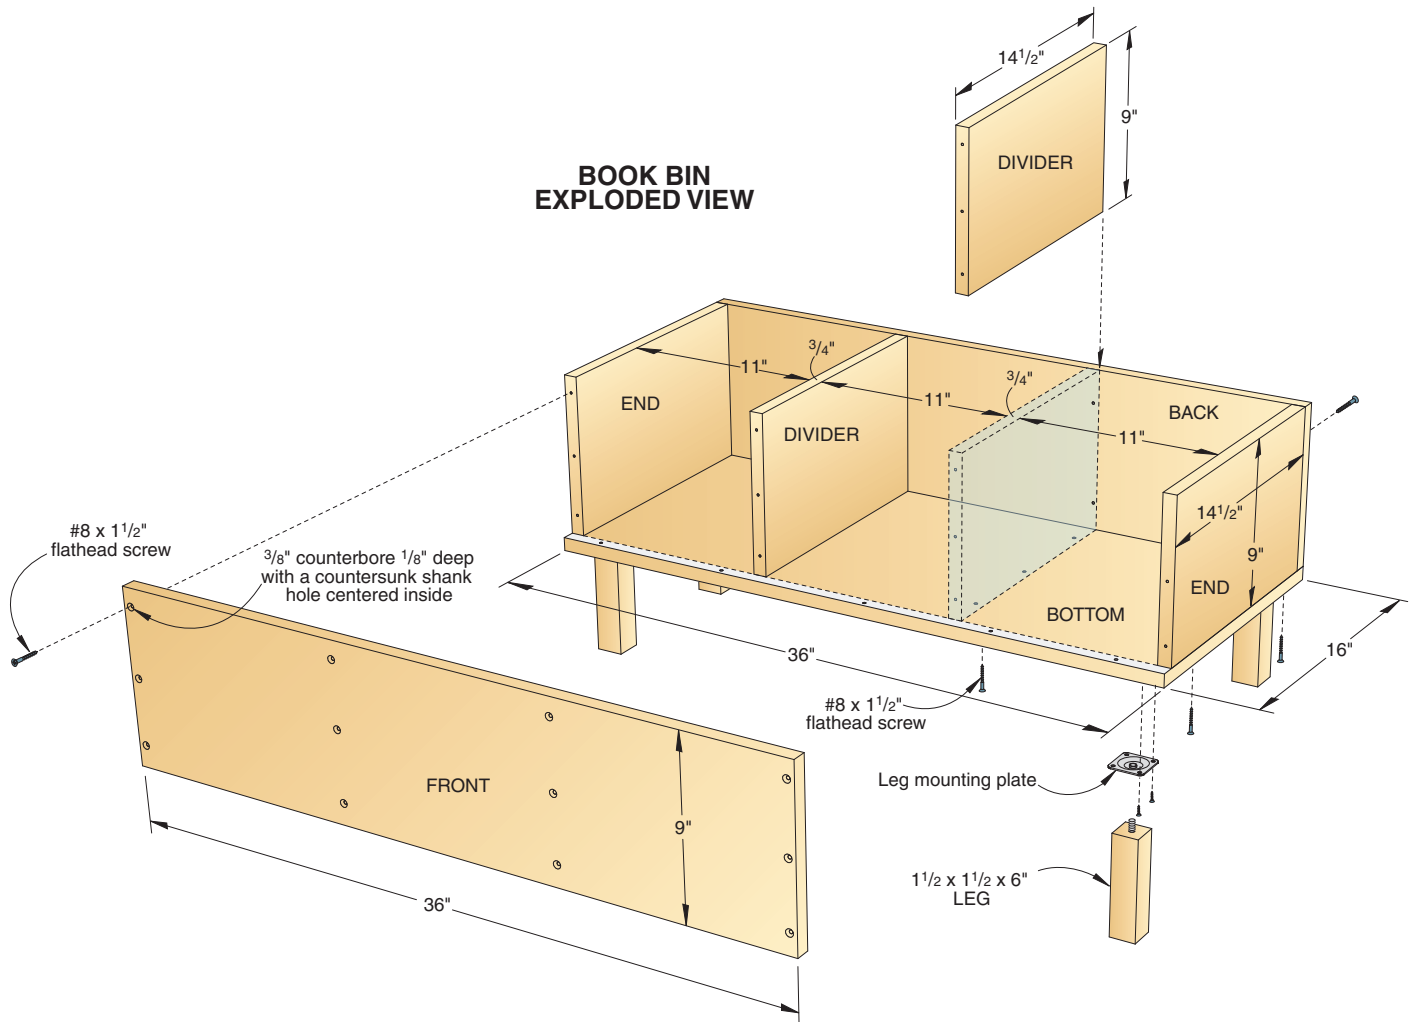 14 1/2"
9"
DIVIDER
BOOK BIN
EXPLODED VIEW
3/4"
11"
3/4"
11"
11"
END
DIVIDER
BACK
14 1/2"
9"
END
BOTTOM
#8 x 1 1/2"
flathead screw
3/8" counterbore 1/8" deep
with a countersunk shank
hole centered inside
36"
16"
#8 x 1 1/2"
flathead screw
Leg mounting plate
FRONT
9"
36"
1 1/2 x 1 1/2 x 6"
LEG